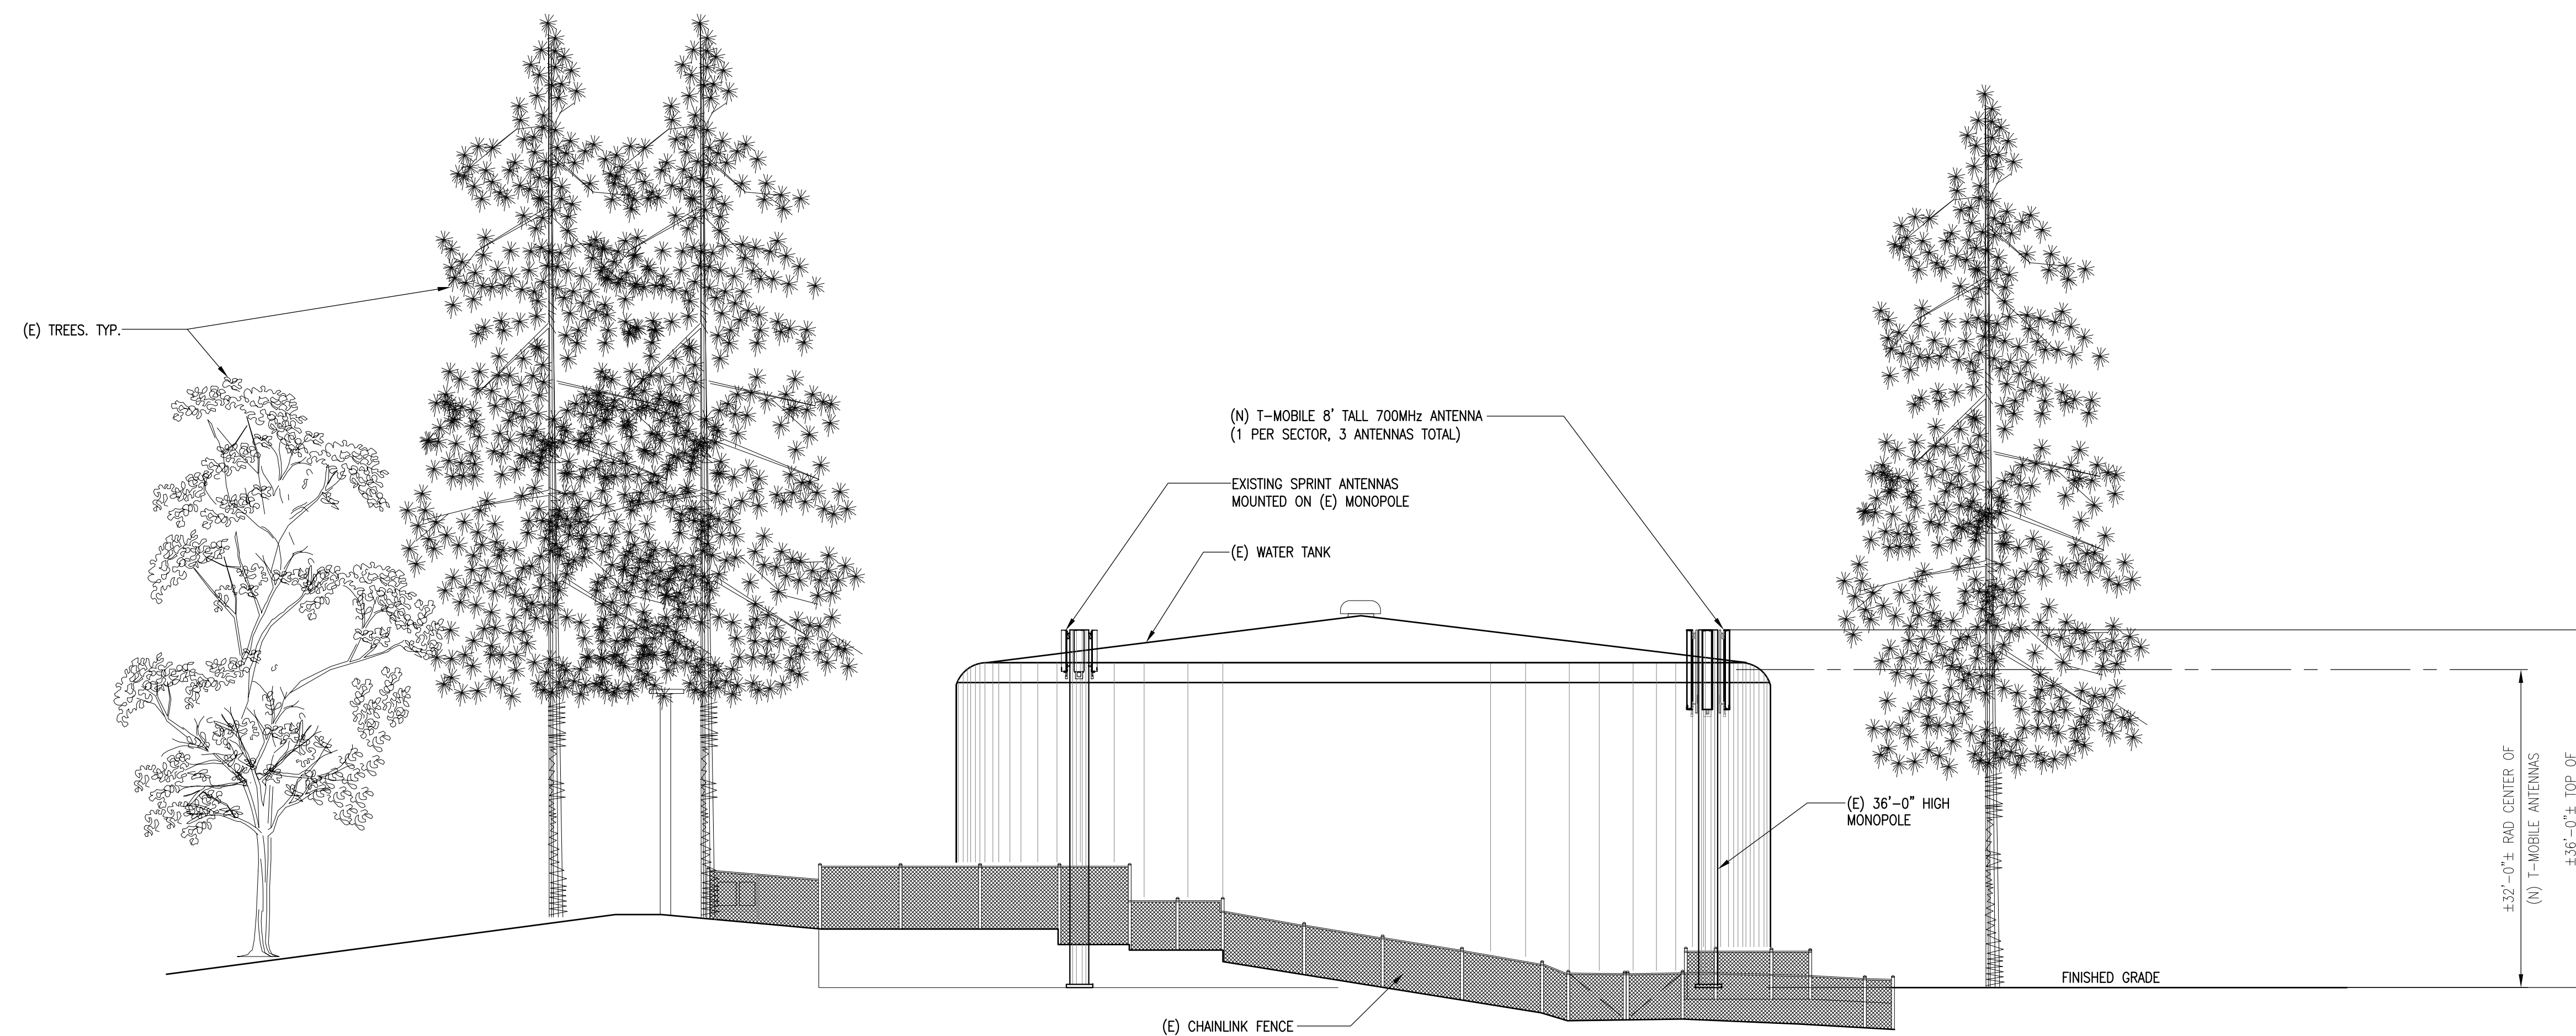 (E) TREES. TYP.
(N) T-MOBILE 8' TALL 700MHz ANTENNA
(1 PER SECTOR, 3 ANTENNAS TOTAL)
EXISTING SPRINT ANTENNAS
MOUNTED ON (E) MONOPOLE
(E) WATER TANK
(E) 36'-0" HIGH
MONOPOLE
FINISHED GRADE
(E) CHAINLINK FENCE
±32'-0"± RAD CENTER OF
(N) T-MOBILE ANTENNAS
±36'-0"± TOP OF